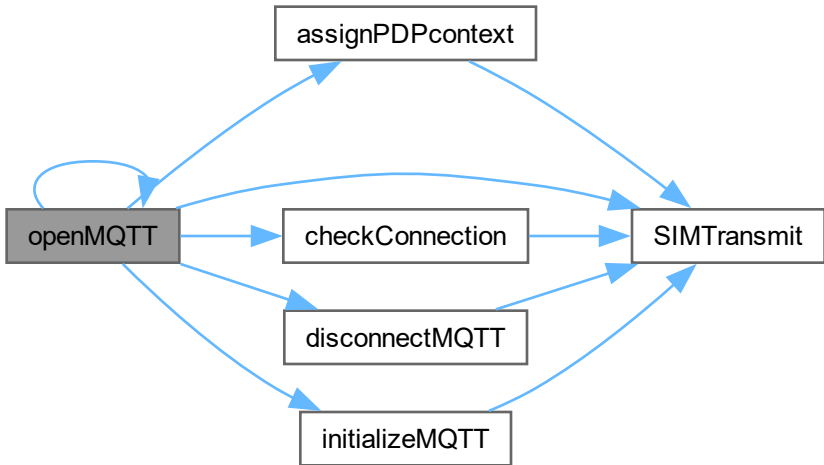 assignPDPcontext
openMQTT
checkConnection
SIMTransmit
disconnectMQTT
initializeMQTT